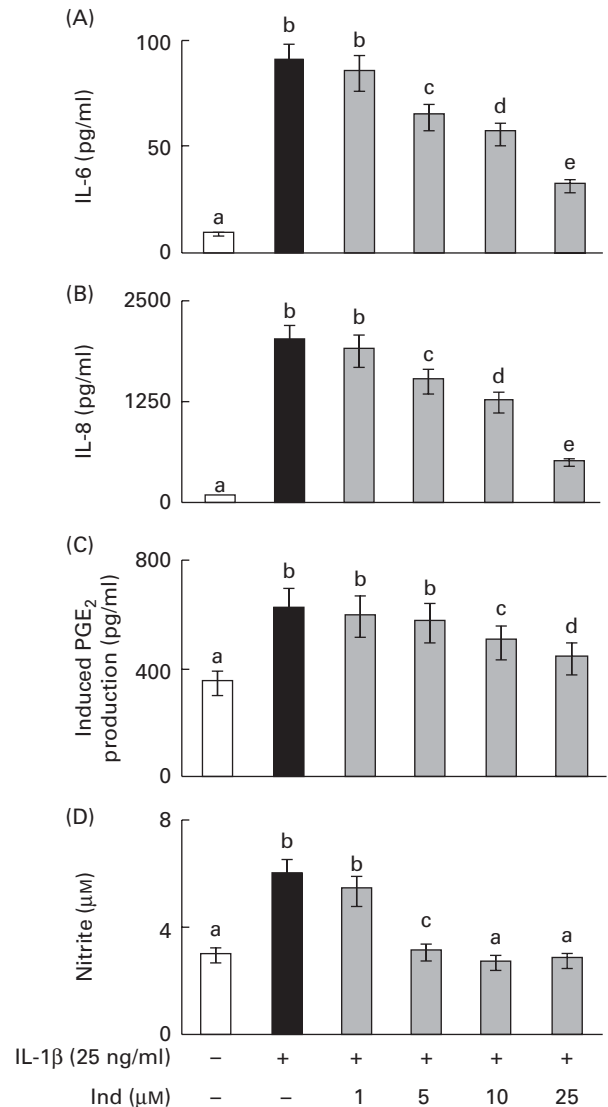 (A)
IL-6 (pg/ml)
100
50
0
a
b
b
c
d
e
(B)
IL-8 (pg/ml)
2500
1250
0
a
b
b
c
d
e
(C)
Induced PGE₂
production (pg/ml)
800
400
0
a
b
b
b
c
d
(D)
Nitrite (μM)
8
4
0
a
b
b
c
a
a
IL-1β (25 ng/ml) – + + + + +
Ind (μM) – – 1 5 10 25